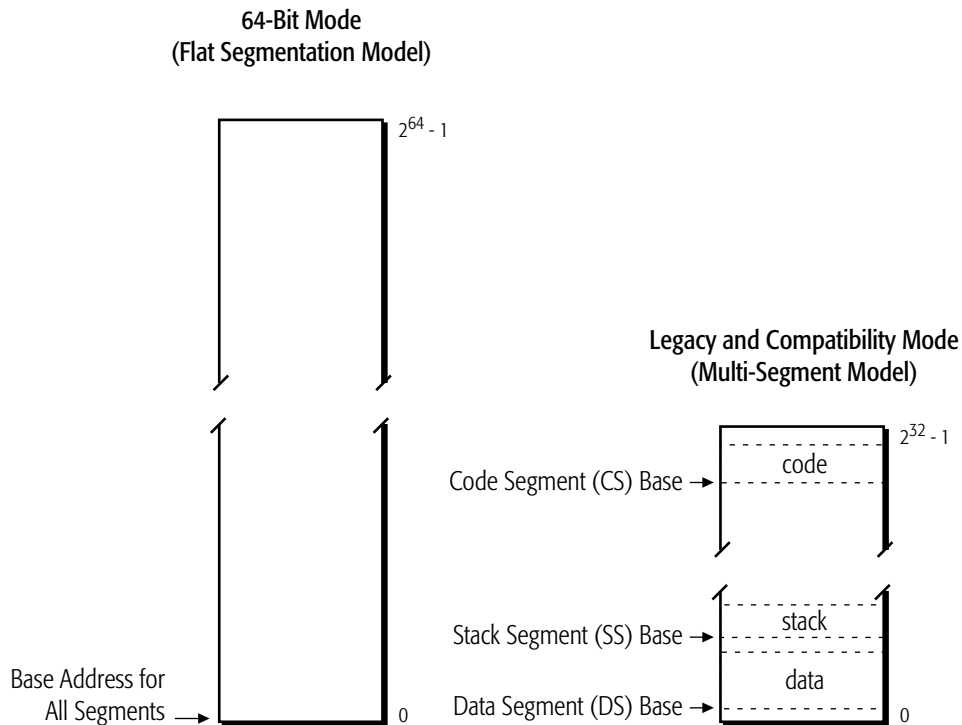 64-Bit Mode
(Flat Segmentation Model)
2^64 - 1
Base Address for
All Segments
0
Legacy and Compatibility Mode
(Multi-Segment Model)
2^32 - 1
code
Code Segment (CS) Base
stack
Stack Segment (SS) Base
data
Data Segment (DS) Base
0